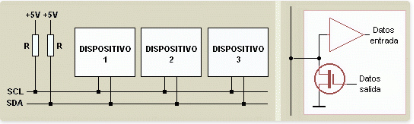 +5V +5V
R R
DISPOSITIVO
1
DISPOSITIVO
2
DISPOSITIVO
3
SCL
SDA
Datos
entrada
Datos
salida